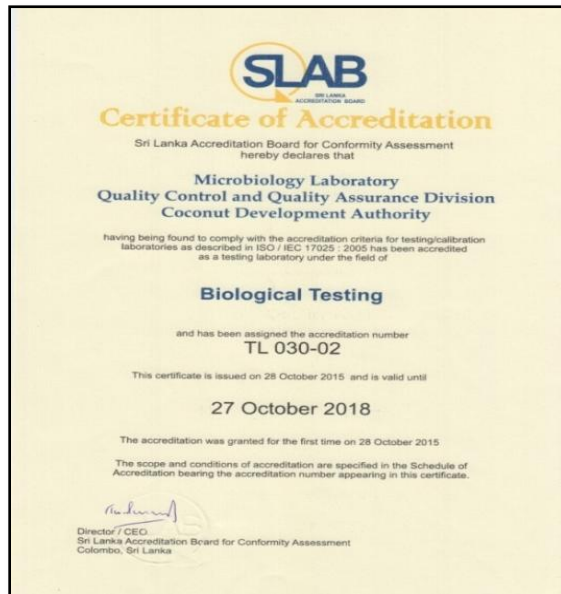 SLAB
SRI LANKA
ACCREDITATION BOARD
Certificate of Accreditation
Sri Lanka Accreditation Board for Conformity Assessment
hereby declares that
Microbiology Laboratory
Quality Control and Quality Assurance Division
Coconut Development Authority
having being found to comply with the accreditation criteria for testing/calibration
laboratories as described in ISO / IEC 17025 : 2005 has been accredited
as a testing laboratory under the field of
Biological Testing
and has been assigned the accreditation number
TL 030-02
This certificate is issued on 28 October 2015 and is valid until
27 October 2018
The accreditation was granted for the first time on 28 October 2015
The scope and conditions of accreditation are specified in the Schedule of
Accreditation bearing the accreditation number appearing in this certificate.
Director / CEO
Sri Lanka Accreditation Board for Conformity Assessment
Colombo, Sri Lanka